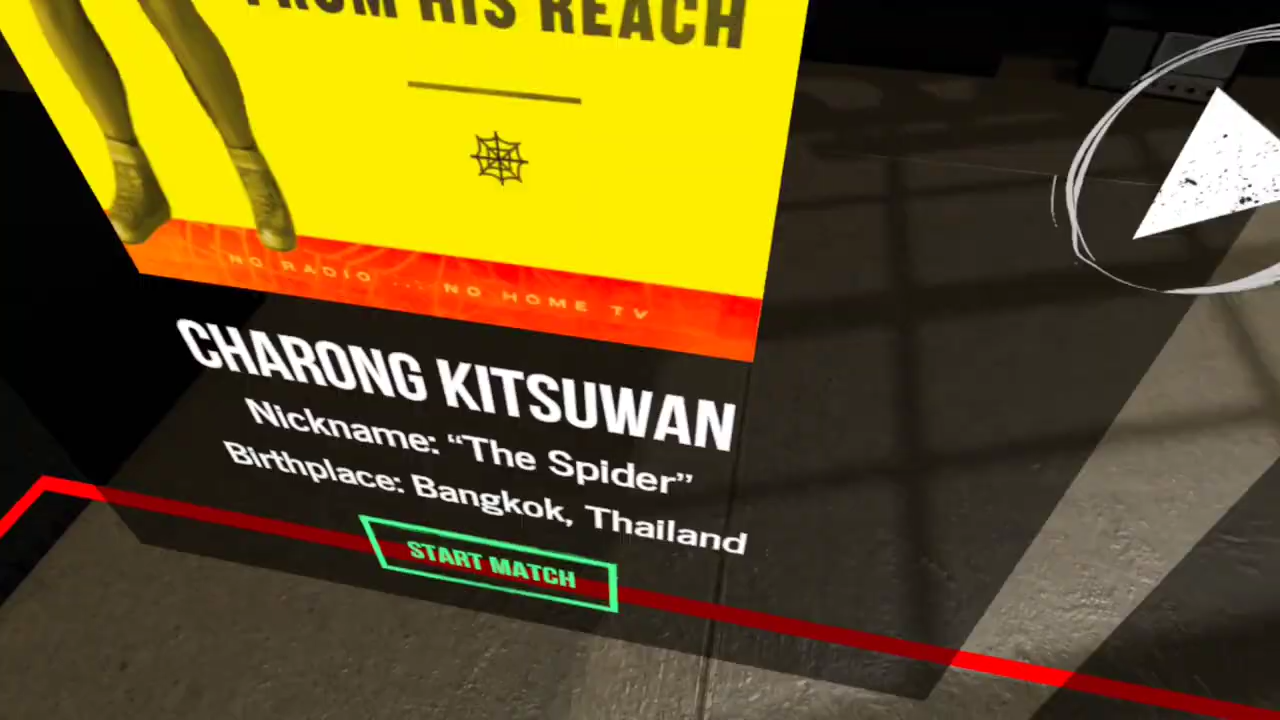 FROM HIS REACH
NO RADIO .... NO HOME TV
CHARONG KITSUWAN
Nickname: “The Spider”
Birthplace: Bangkok, Thailand
START MATCH